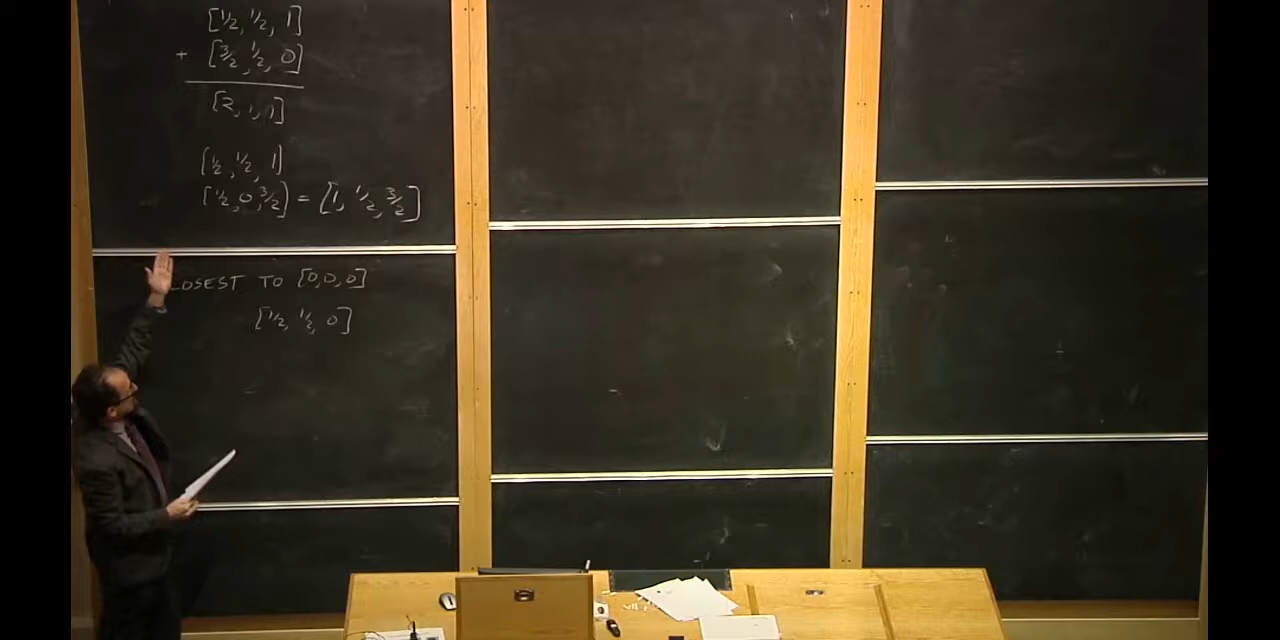 [1/2, 1/2, 1]
+ [3/2, 1/2, 0]
[2, 1, 1]
[1/2, 1/2, 1]
[1/2, 0, 3/2] = [1, 1/2, 3/2]
LOSEST TO [0,0,0]
[1/2, 1/2, 0]